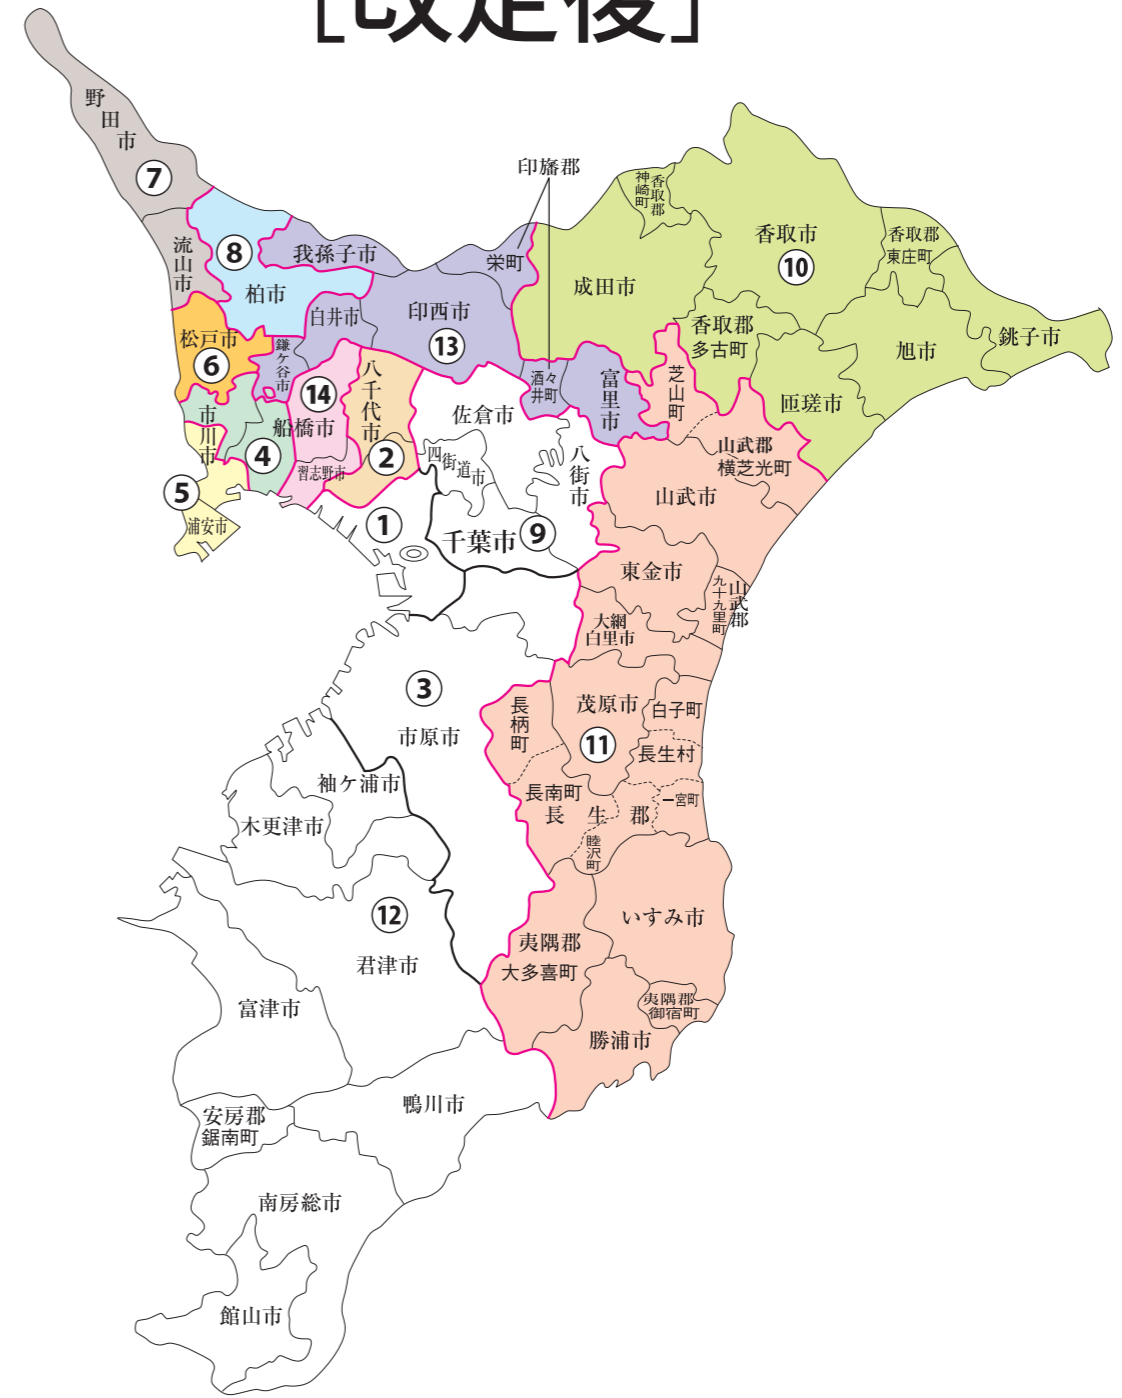 [改定後]
野田市
⑦
印旛郡
神崎町
香取郡
流山市
⑧
我孫子市
栄町
香取市
⑩
香取郡
東庄町
柏市
成田市
白井市
印西市
⑬
香取郡
多古町
旭市
銚子市
松戸市
⑥
鎌ケ谷市
⑭
八千代市
酒々井町
富里市
芝山町
匝瑳市
市川市
船橋市
④
②
佐倉市
四街道市
八街市
山武郡
横芝光町
習志野市
⑤
浦安市
①
千葉市
⑨
山武市
東金市
九十九里町
山武郡
大網
白里市
③
市原市
長柄町
茂原市
⑪
白子町
長生村
袖ケ浦市
木更津市
長南町
長生郡
一宮町
睦沢町
⑫
君津市
いすみ市
夷隅郡
大多喜町
富津市
夷隅郡
御宿町
勝浦市
鴨川市
安房郡
鋸南町
南房総市
館山市